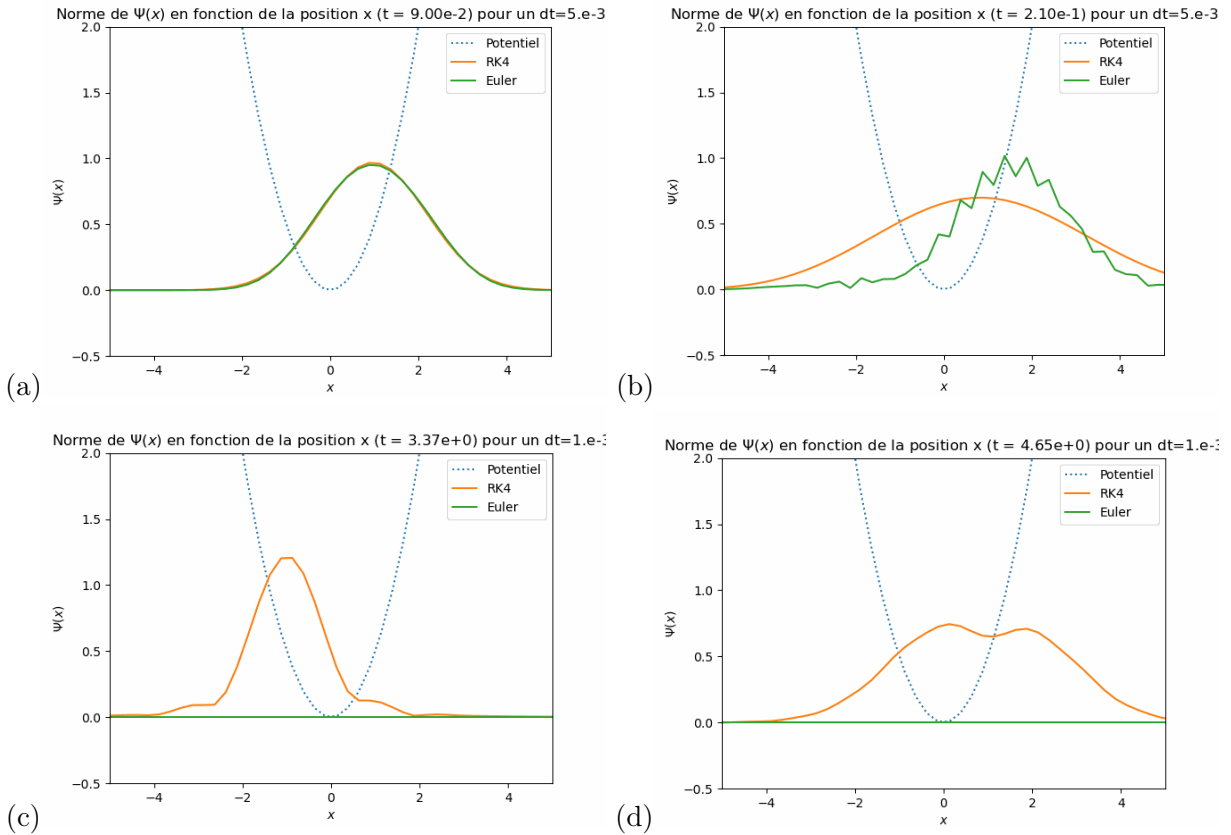 Norme de Ψ(x) en fonction de la position x (t = 9.00e-2) pour un dt=5.e-3
2.0
1.5
1.0
0.5
0.0
−0.5
Ψ(x)
−4 −2 0 2 4
x
Potentiel
RK4
Euler
(a)
Norme de Ψ(x) en fonction de la position x (t = 2.10e-1) pour un dt=5.e-3
2.0
1.5
1.0
0.5
0.0
−0.5
Ψ(x)
−4 −2 0 2 4
x
Potentiel
RK4
Euler
(b)
Norme de Ψ(x) en fonction de la position x (t = 3.37e+0) pour un dt=1.e-3
2.0
1.5
1.0
0.5
0.0
−0.5
Ψ(x)
−4 −2 0 2 4
x
Potentiel
RK4
Euler
(c)
Norme de Ψ(x) en fonction de la position x (t = 4.65e+0) pour un dt=1.e-3
2.0
1.5
1.0
0.5
0.0
−0.5
Ψ(x)
−4 −2 0 2 4
x
Potentiel
RK4
Euler
(d)